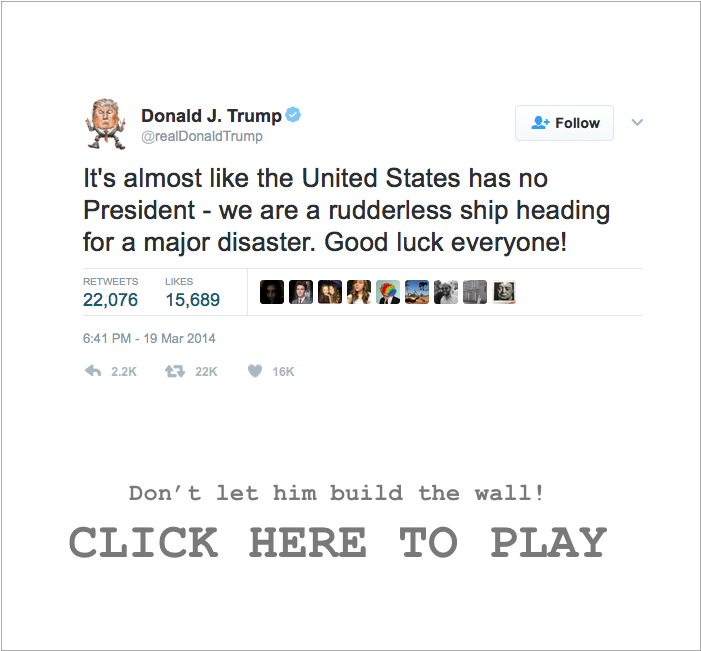 Donald J. Trump
@realDonaldTrump
Follow
It's almost like the United States has no
President - we are a rudderless ship heading
for a major disaster. Good luck everyone!
RETWEETS LIKES
22,076 15,689
6:41 PM - 19 Mar 2014
2.2K 22K 16K
Don’t let him build the wall!
CLICK HERE TO PLAY